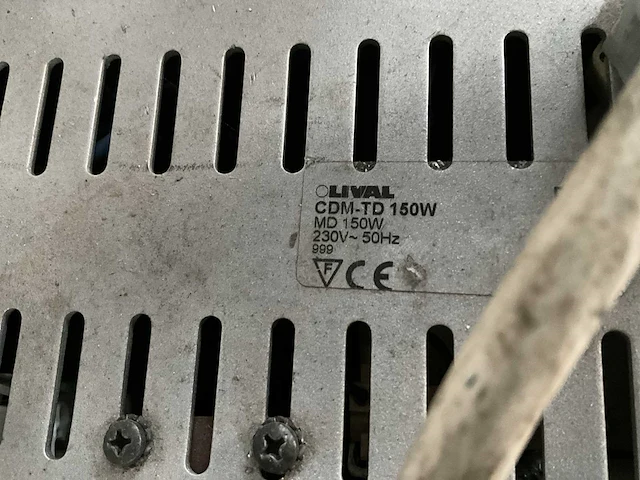 LIVAL
CDM-TD 150W
MD 150W
230V~ 50Hz
999
F CE